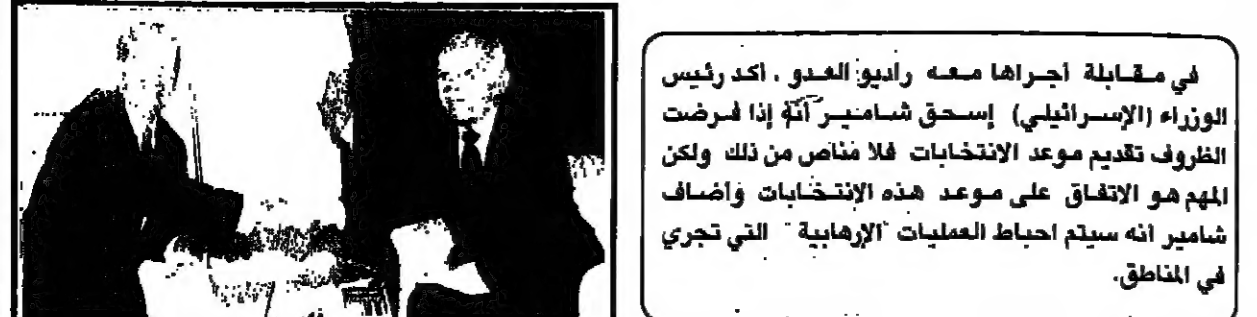 في مقابلة أجراها معه راديو العدو ، أكد رئيس
الوزراء (الإسرائيلي) إسحق شامير أنه إذا فرضت
الظروف تقديم موعد الانتخابات فلا مناص من ذلك ولكن
المهم هو الاتفاق على موعد هذه الإنتخابات وأضاف
شامير انه سيتم احباط العمليات "الإرهابية" التي تجري
في المناطق.